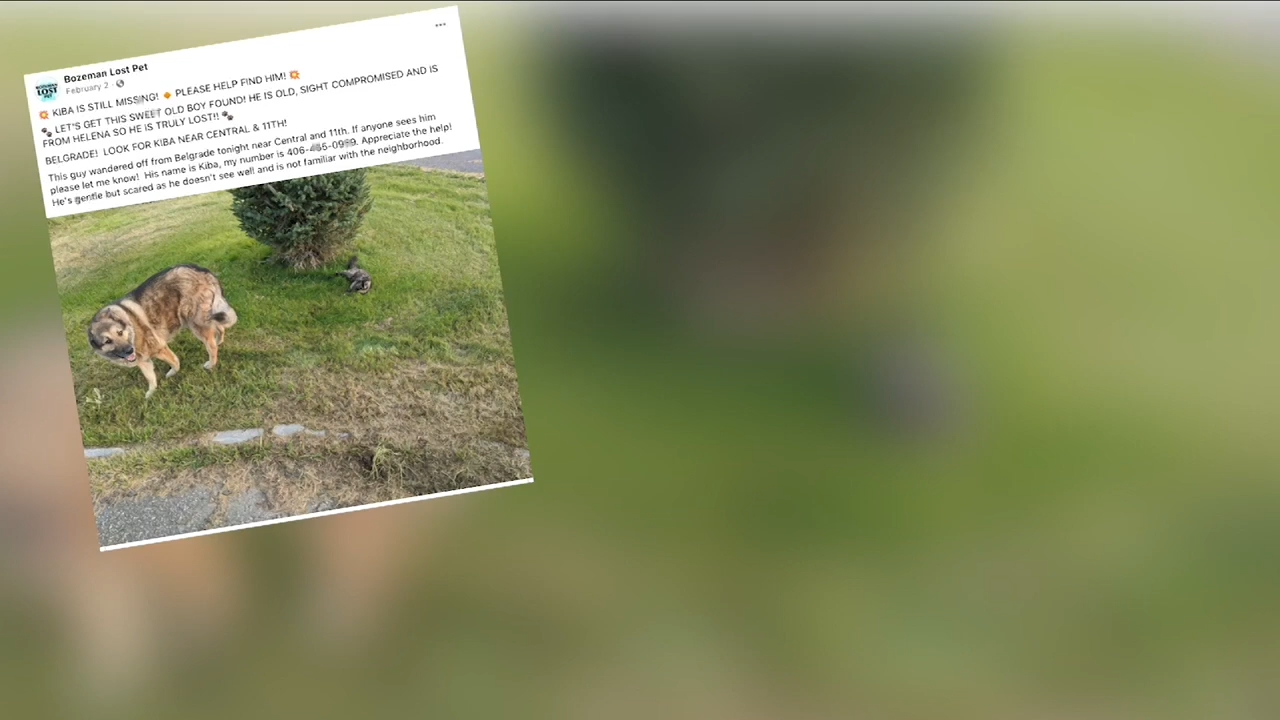 Bozeman Lost Pet
February 2
💥 KIBA IS STILL MISSING! 🔸 PLEASE HELP FIND HIM! 💥
🐾 LET'S GET THIS SWEET OLD BOY FOUND! HE IS OLD, SIGHT COMPROMISED AND IS
FROM HELENA SO HE IS TRULY LOST!! 🐾
BELGRADE! LOOK FOR KIBA NEAR CENTRAL & 11TH!
This guy wandered off from Belgrade tonight near Central and 11th. If anyone sees him
please let me know! His name is Kiba, my number is 406- Appreciate the help!
He's gentle but scared as he doesn't see well and is not familiar with the neighborhood.
LOST
PET